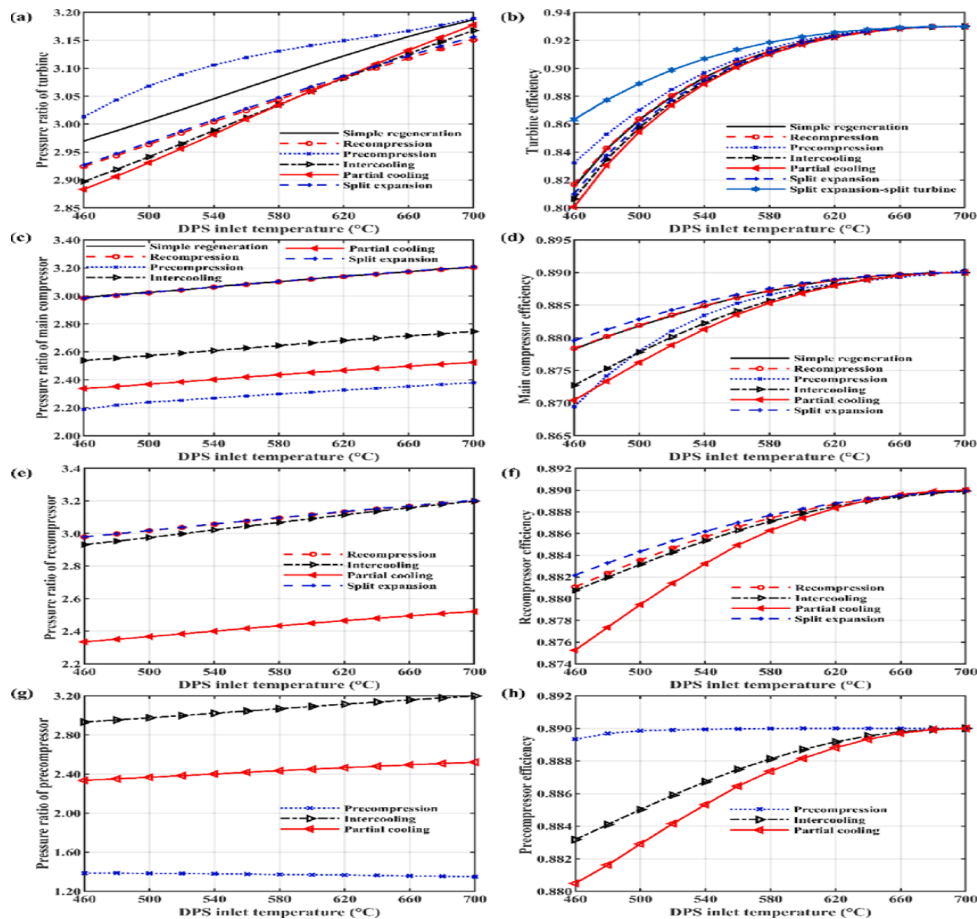 (a)
3.20
3.15
3.10
3.05
3.00
2.95
2.90
2.85
Pressure ratio of turbine
Simple regeneration
Recompression
Precompression
Intercooling
Partial cooling
Split expansion
460 500 540 580 620 660 700
DPS inlet temperature (°C)
(b)
0.93
0.90
0.88
0.86
0.84
0.82
0.80
Turbine efficiency
Simple regeneration
Recompression
Precompression
Intercooling
Partial cooling
Split expansion
Split expansion-split turbine
460 500 540 580 620 660 700
DPS inlet temperature (°C)
(c)
3.40
3.20
3.00
2.80
2.60
2.40
2.20
2.00
Pressure ratio of main compressor
Simple regeneration
Recompression
Precompression
Intercooling
Partial cooling
Split expansion
460 500 540 580 620 660 700
DPS inlet temperature (°C)
(d)
0.895
0.890
0.885
0.880
0.875
0.870
0.865
Main compressor efficiency
Simple regeneration
Recompression
Precompression
Intercooling
Partial cooling
Split expansion
460 500 540 580 620 660 700
DPS inlet temperature (°C)
(e)
3.4
3.2
3.0
2.8
2.6
2.4
2.2
Pressure ratio of recompressor
Recompression
Intercooling
Partial cooling
Split expansion
460 500 540 580 620 660 700
DPS inlet temperature (°C)
(f)
0.892
0.890
0.888
0.886
0.884
0.882
0.880
0.878
0.876
0.874
Recompressor efficiency
Recompression
Intercooling
Partial cooling
Split expansion
460 500 540 580 620 660 700
DPS inlet temperature (°C)
(g)
3.20
2.80
2.40
2.00
1.60
1.20
Pressure ratio of precompressor
Precompression
Intercooling
Partial cooling
460 500 540 580 620 660 700
DPS inlet temperature (°C)
(h)
0.892
0.890
0.888
0.886
0.884
0.882
0.880
Precompressor efficiency
Precompression
Intercooling
Partial cooling
460 500 540 580 620 660 700
DPS inlet temperature (°C)